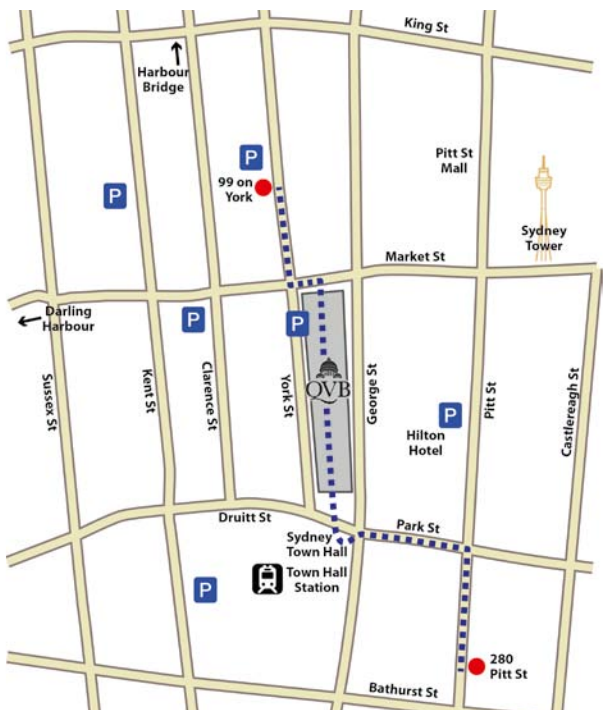 King St
Harbour
Bridge
P
Pitt St
Mall
P
99 on
York
Sydney
Tower
Market St
Darling
Harbour
P
P
Sussex St
Kent St
Clarence St
York St
QVB
George St
Pitt St
Castlereagh St
P
Hilton
Hotel
Druitt St
Park St
Sydney
Town Hall
Town Hall
Station
P
280
Pitt St
Bathurst St